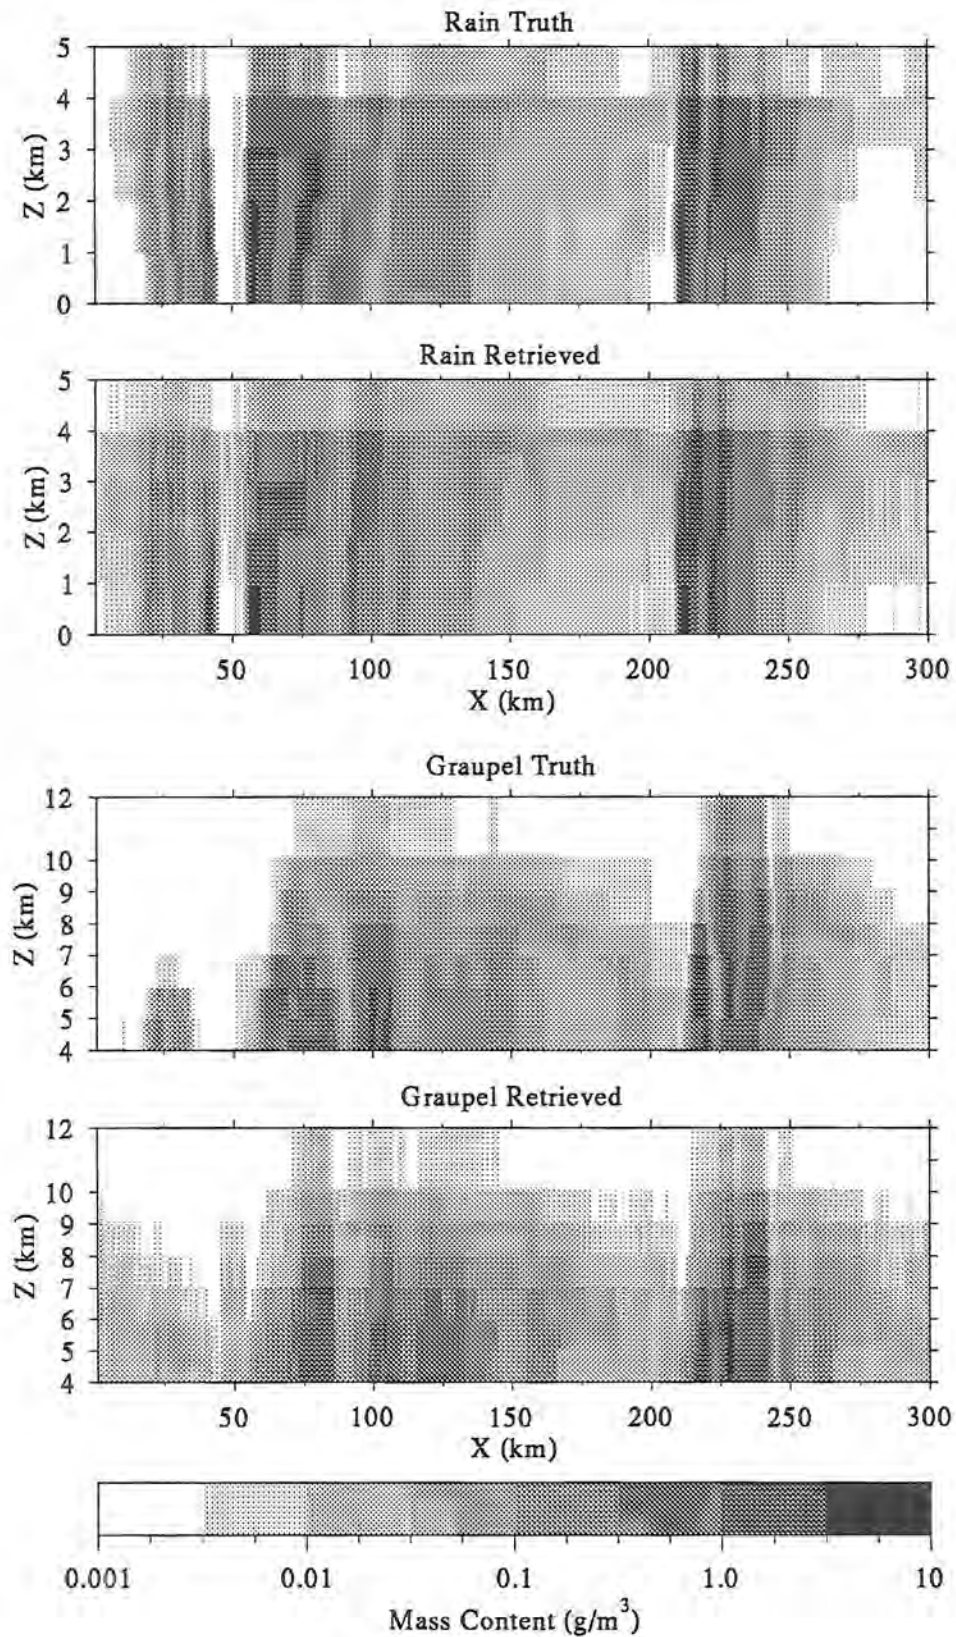 Rain Truth
5
4
3
2
1
0
Z (km)
Rain Retrieved
5
4
3
2
1
0
Z (km)
50 100 150 200 250 300
X (km)
Graupel Truth
12
10
9
8
7
6
5
4
Z (km)
Graupel Retrieved
12
10
9
8
7
6
5
4
Z (km)
50 100 150 200 250 300
X (km)
0.001 0.01 0.1 1.0 10
Mass Content (g/m³)